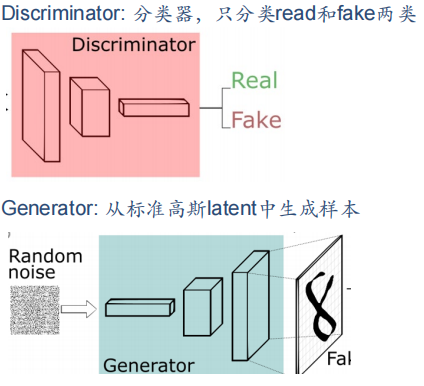 Discriminator: 分类器，只分类read和fake两类
Discriminator
Real
Fake
Generator: 从标准高斯latent中生成样本
Random
noise
Generator